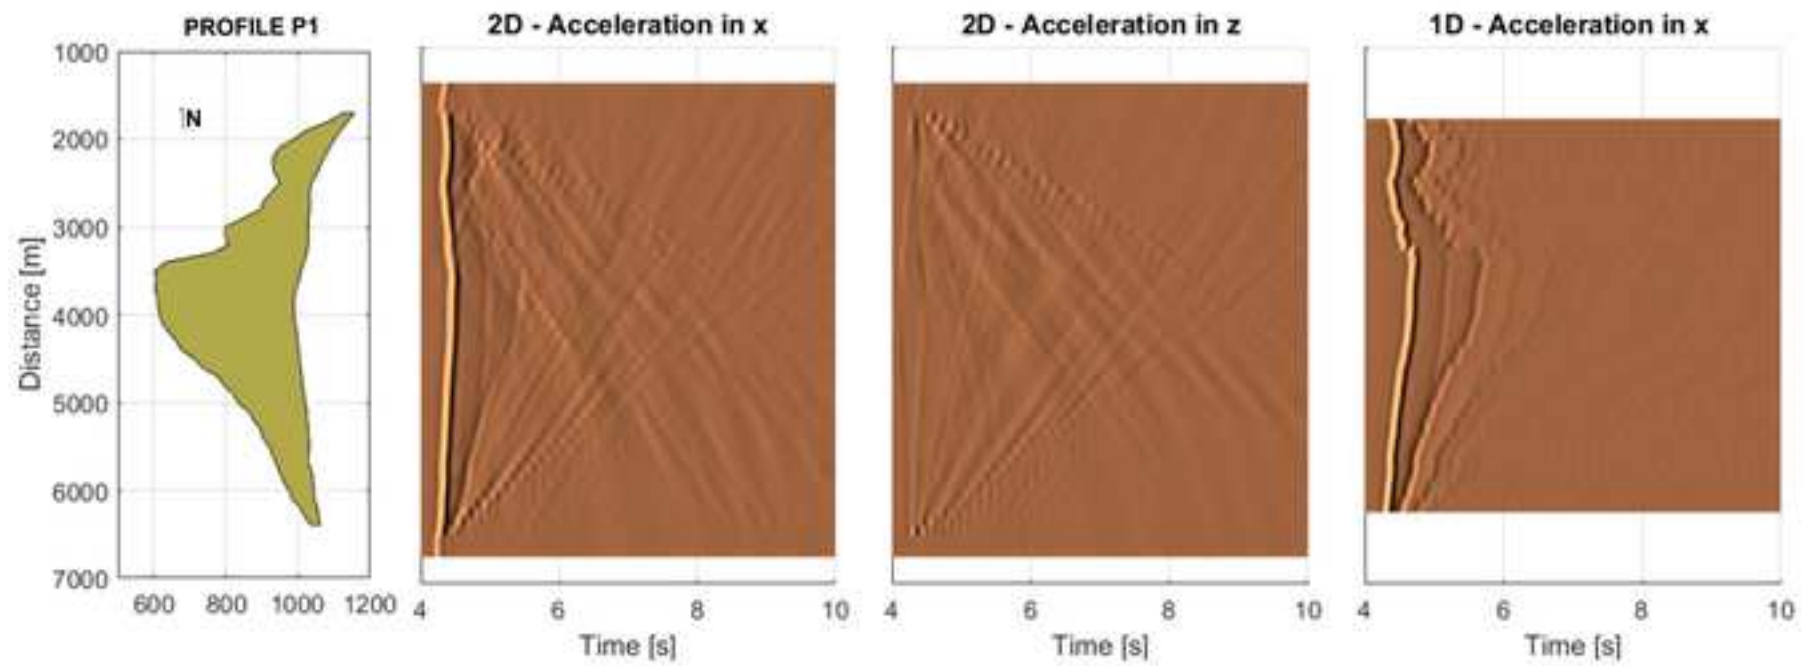 PROFILE P1
2D - Acceleration in x
2D - Acceleration in z
1D - Acceleration in x
1000
2000
3000
4000
5000
6000
7000
Distance [m]
N
600 800 1000 1200
4 6 8 10
Time [s]
4 6 8 10
Time [s]
4 6 8 10
Time [s]